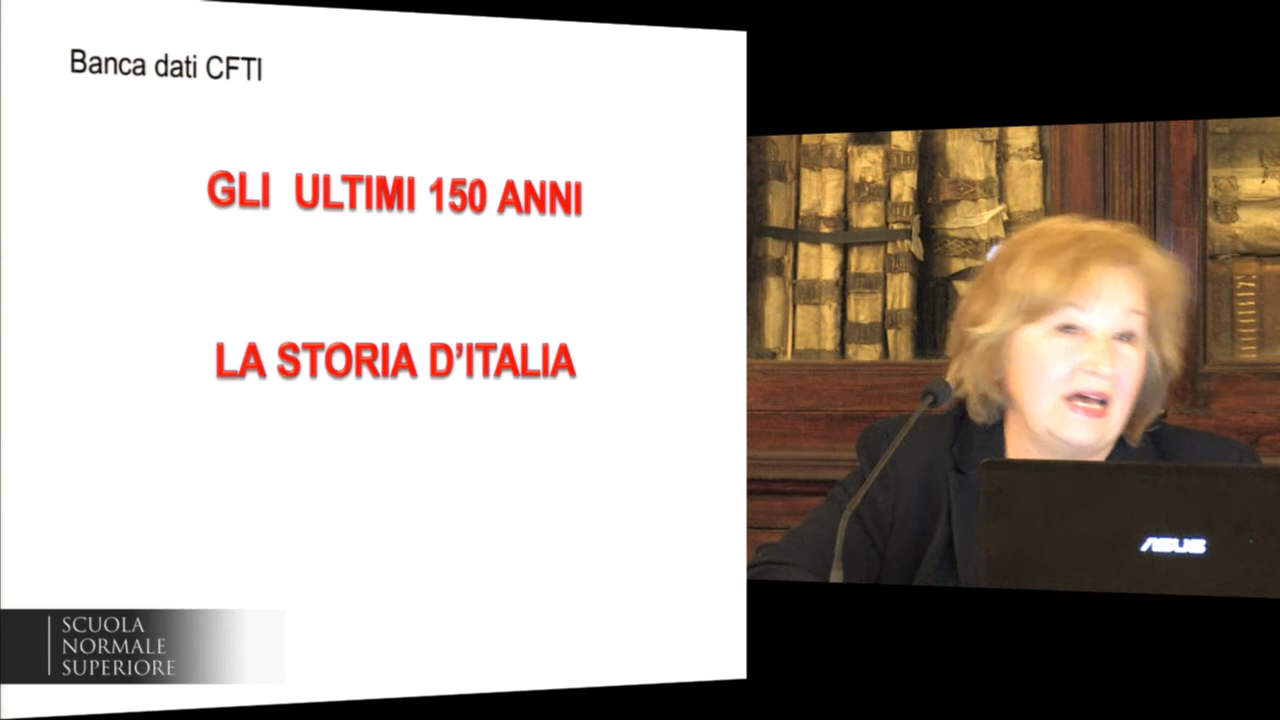 Banca dati CFTI
GLI ULTIMI 150 ANNI
LA STORIA D'ITALIA
SCUOLA
NORMALE
SUPERIORE
ASUS